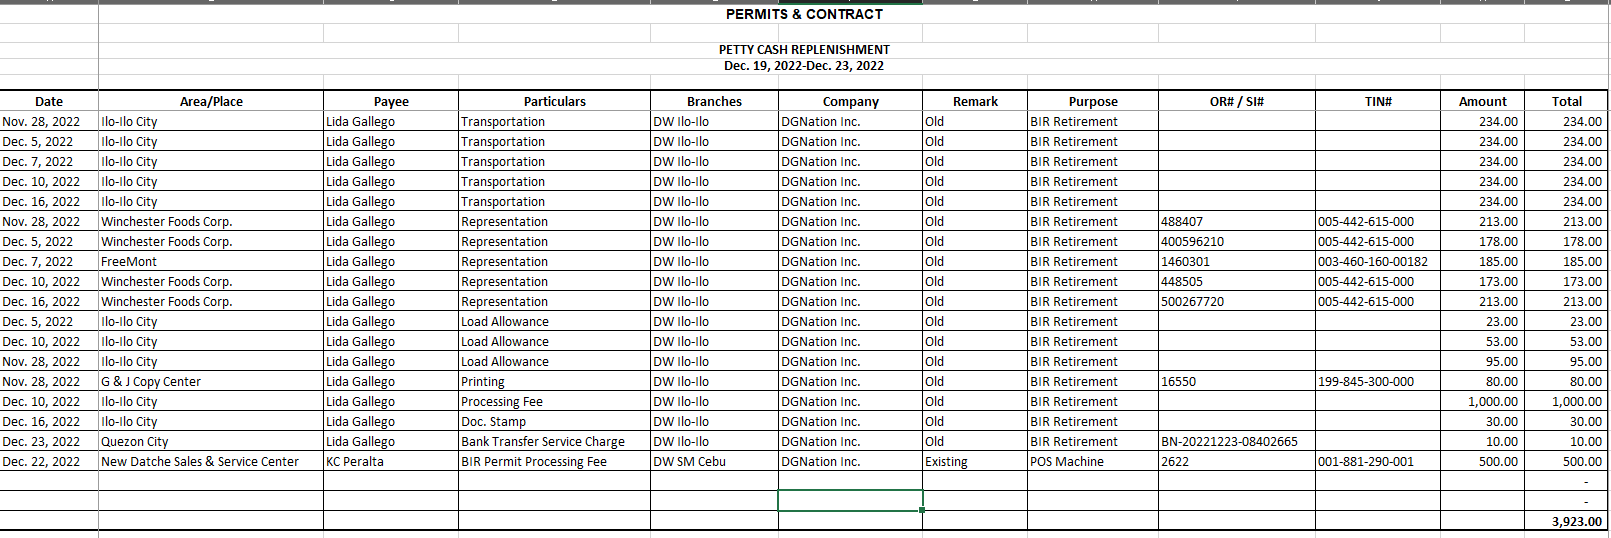 PERMITS & CONTRACT
PETTY CASH REPLENISHMENT
Dec. 19, 2022-Dec. 23, 2022
Date Area/Place Payee Particulars Branches Company Remark Purpose OR# / SI# TIN# Amount Total
Nov. 28, 2022 Ilo-Ilo City Lida Gallego Transportation DW Ilo-Ilo DGNation Inc. Old BIR Retirement 234.00 234.00
Dec. 5, 2022 Ilo-Ilo City Lida Gallego Transportation DW Ilo-Ilo DGNation Inc. Old BIR Retirement 234.00 234.00
Dec. 7, 2022 Ilo-Ilo City Lida Gallego Transportation DW Ilo-Ilo DGNation Inc. Old BIR Retirement 234.00 234.00
Dec. 10, 2022 Ilo-Ilo City Lida Gallego Transportation DW Ilo-Ilo DGNation Inc. Old BIR Retirement 234.00 234.00
Dec. 16, 2022 Ilo-Ilo City Lida Gallego Transportation DW Ilo-Ilo DGNation Inc. Old BIR Retirement 234.00 234.00
Nov. 28, 2022 Winchester Foods Corp. Lida Gallego Representation DW Ilo-Ilo DGNation Inc. Old BIR Retirement 488407 005-442-615-000 213.00 213.00
Dec. 5, 2022 Winchester Foods Corp. Lida Gallego Representation DW Ilo-Ilo DGNation Inc. Old BIR Retirement 400596210 005-442-615-000 178.00 178.00
Dec. 7, 2022 FreeMont Lida Gallego Representation DW Ilo-Ilo DGNation Inc. Old BIR Retirement 1460301 003-460-160-00182 185.00 185.00
Dec. 10, 2022 Winchester Foods Corp. Lida Gallego Representation DW Ilo-Ilo DGNation Inc. Old BIR Retirement 448505 005-442-615-000 173.00 173.00
Dec. 16, 2022 Winchester Foods Corp. Lida Gallego Representation DW Ilo-Ilo DGNation Inc. Old BIR Retirement 500267720 005-442-615-000 213.00 213.00
Dec. 5, 2022 Ilo-Ilo City Lida Gallego Load Allowance DW Ilo-Ilo DGNation Inc. Old BIR Retirement 23.00 23.00
Dec. 10, 2022 Ilo-Ilo City Lida Gallego Load Allowance DW Ilo-Ilo DGNation Inc. Old BIR Retirement 53.00 53.00
Nov. 28, 2022 Ilo-Ilo City Lida Gallego Load Allowance DW Ilo-Ilo DGNation Inc. Old BIR Retirement 95.00 95.00
Nov. 28, 2022 G & J Copy Center Lida Gallego Printing DW Ilo-Ilo DGNation Inc. Old BIR Retirement 16550 199-845-300-000 80.00 80.00
Dec. 10, 2022 Ilo-Ilo City Lida Gallego Processing Fee DW Ilo-Ilo DGNation Inc. Old BIR Retirement 1,000.00 1,000.00
Dec. 16, 2022 Ilo-Ilo City Lida Gallego Doc. Stamp DW Ilo-Ilo DGNation Inc. Old BIR Retirement 30.00 30.00
Dec. 23, 2022 Quezon City Lida Gallego Bank Transfer Service Charge DW Ilo-Ilo DGNation Inc. Old BIR Retirement BN-20221223-08402665 10.00 10.00
Dec. 22, 2022 New Datche Sales & Service Center KC Peralta BIR Permit Processing Fee DW SM Cebu DGNation Inc. Existing POS Machine 2622 001-881-290-001 500.00 500.00
-
-
3,923.00